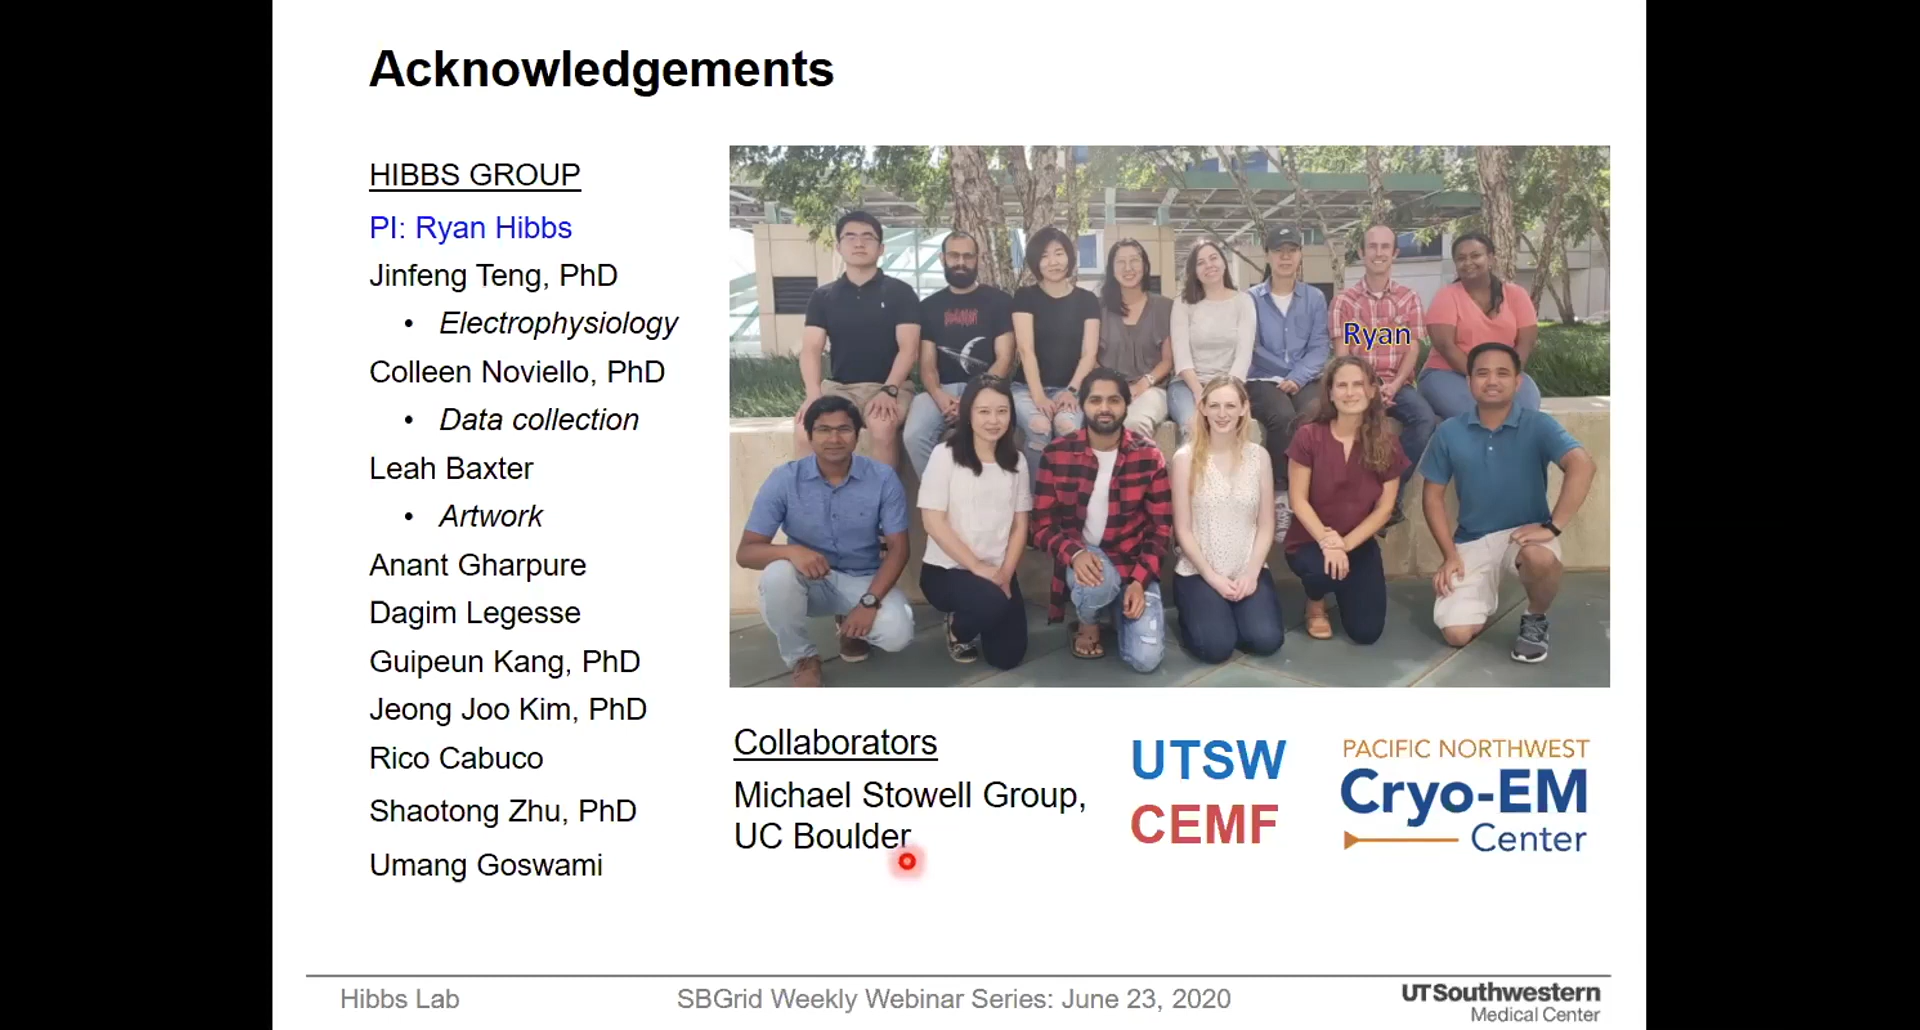 Acknowledgements
HIBBS GROUP
PI: Ryan Hibbs
Jinfeng Teng, PhD
• Electrophysiology
Colleen Noviello, PhD
• Data collection
Leah Baxter
• Artwork
Anant Gharpure
Dagim Legesse
Guipeun Kang, PhD
Jeong Joo Kim, PhD
Rico Cabuco
Shaotong Zhu, PhD
Umang Goswami
Ryan
Collaborators
Michael Stowell Group,
UC Boulder
UTSW
CEMF
PACIFIC NORTHWEST
Cryo-EM
Center
Hibbs Lab
SBGrid Weekly Webinar Series: June 23, 2020
UTSouthwestern
Medical Center